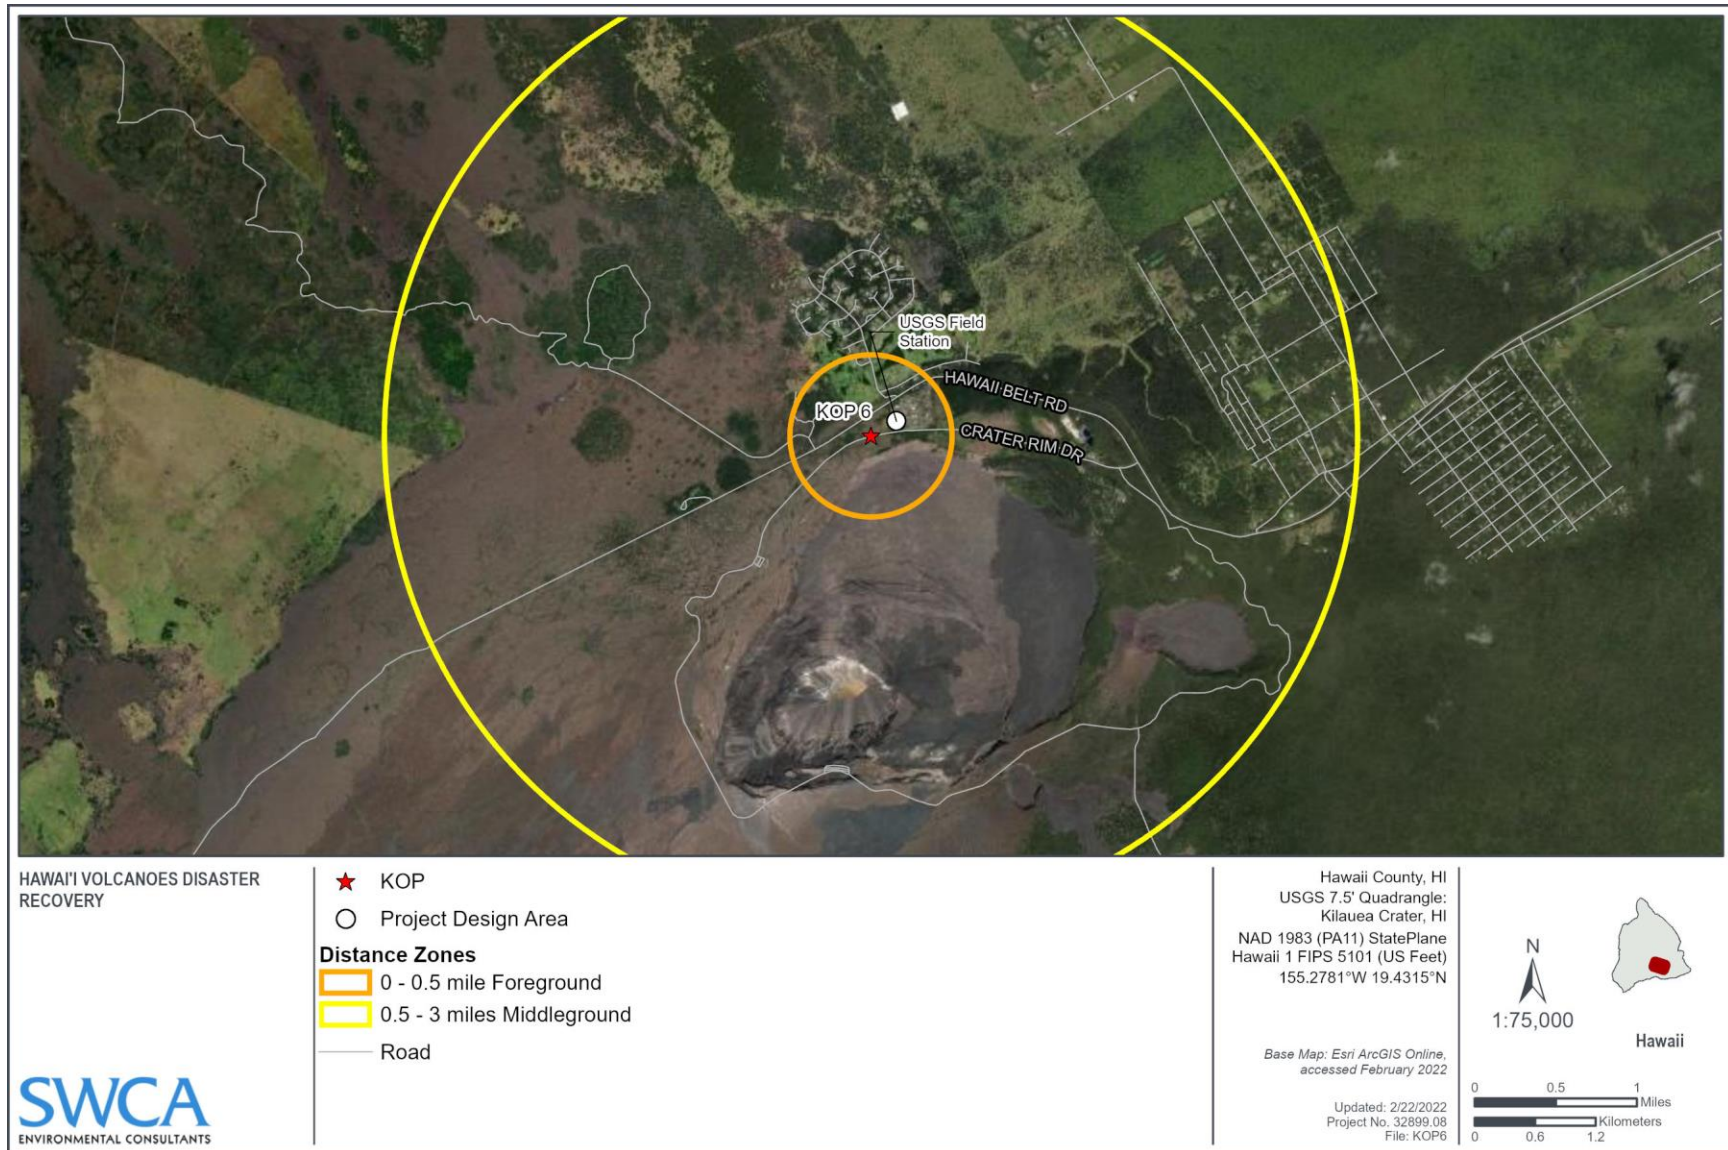 USGS Field
Station
KOP 6
HAWAII BELT RD
CRATER RIM DR
HAWAI'I VOLCANOES DISASTER
RECOVERY
KOP
Project Design Area
Distance Zones
0 - 0.5 mile Foreground
0.5 - 3 miles Middleground
Road
SWCA
ENVIRONMENTAL CONSULTANTS
Hawaii County, HI
USGS 7.5' Quadrangle:
Kilauea Crater, HI
NAD 1983 (PA11) StatePlane
Hawaii 1 FIPS 5101 (US Feet)
155.2781°W 19.4315°N
Base Map: Esri ArcGIS Online,
accessed February 2022
Updated: 2/22/2022
Project No. 32899.08
File: KOP6
N
1:75,000
Hawaii
0 0.5 1
Miles
Kilometers
0 0.6 1.2